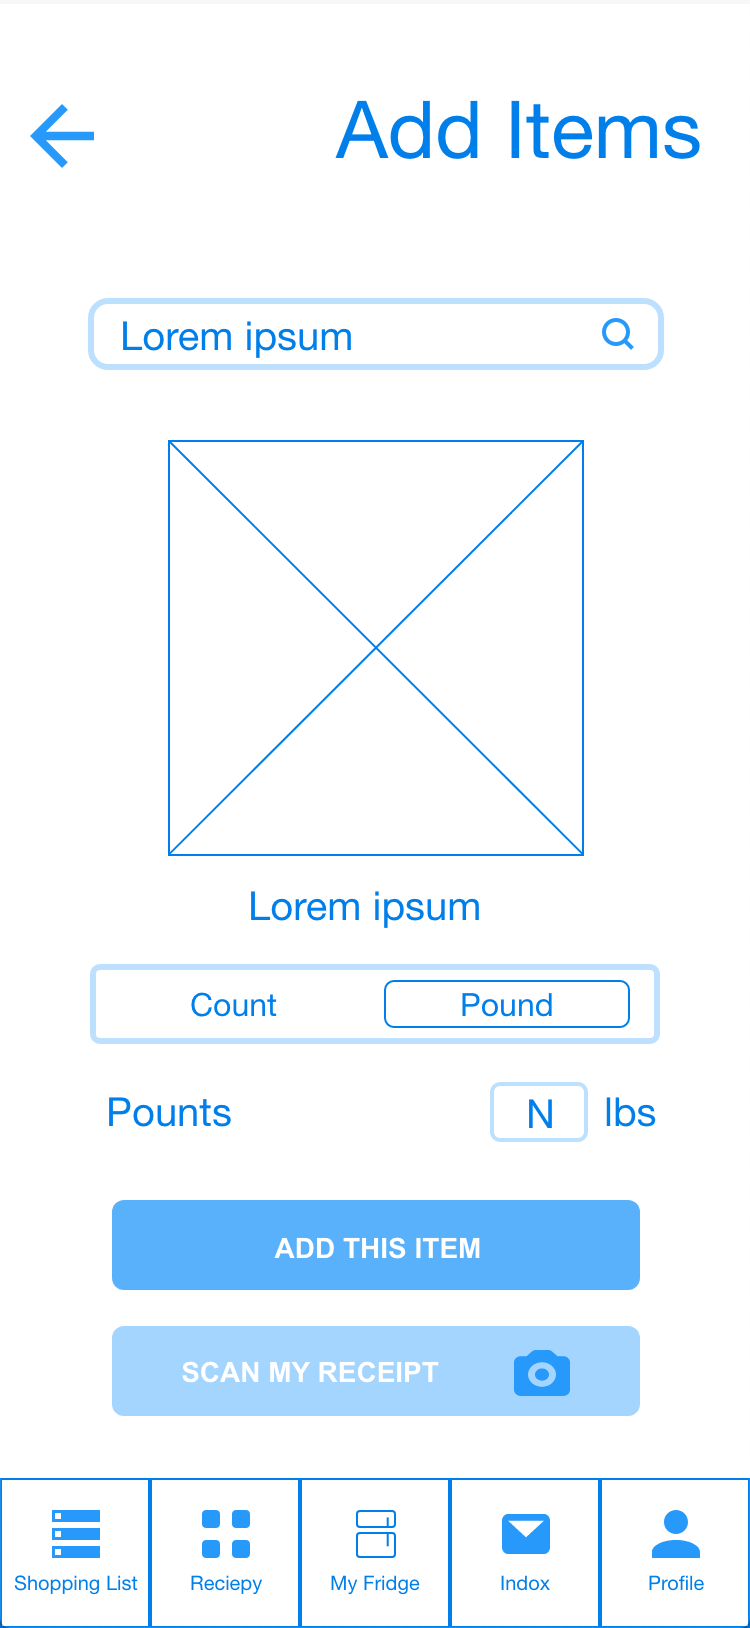 Add Items
Lorem ipsum
Lorem ipsum
Count Pound
Pounts N lbs
ADD THIS ITEM
SCAN MY RECEIPT
Shopping List Reciepy My Fridge Indox Profile